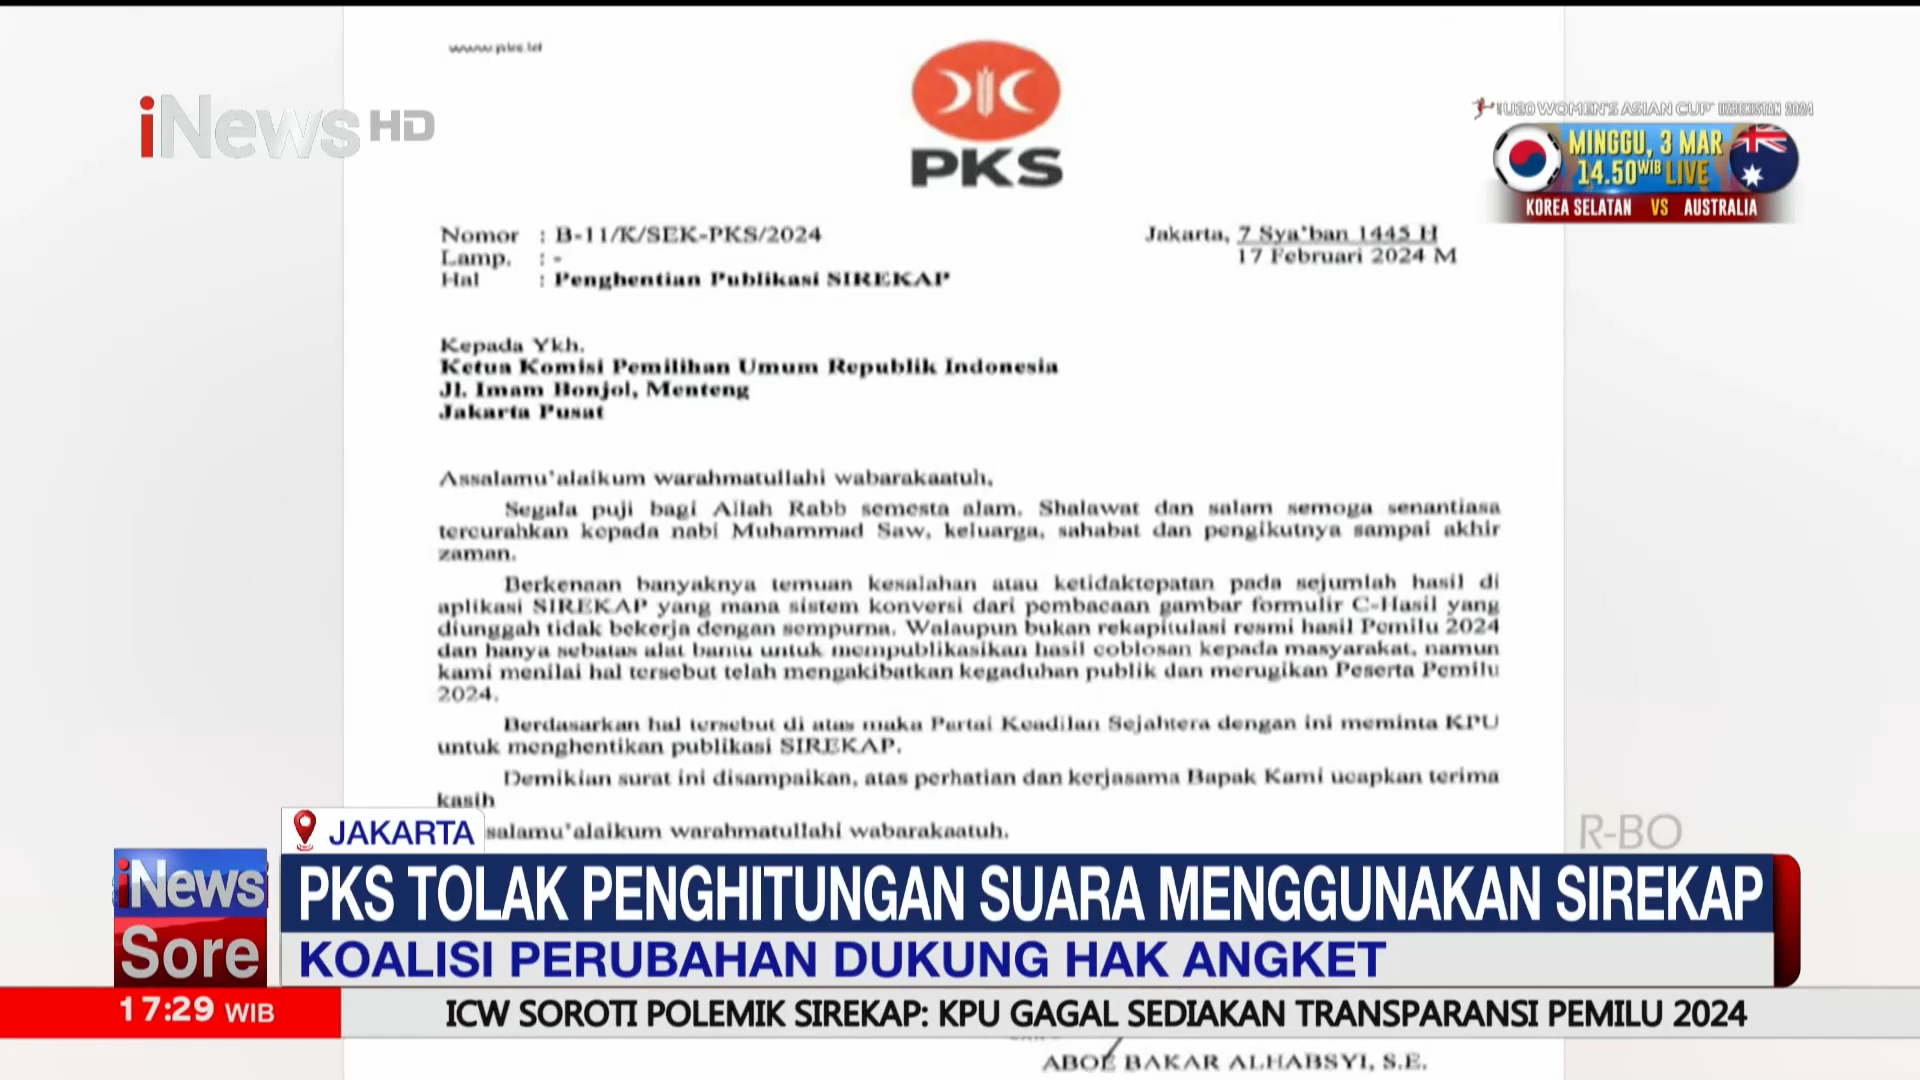 www.pks.id
PKS
iNews HD
U20 WOMEN'S ASIAN CUP UZBEKISTAN 2024
MINGGU, 3 MAR
14.50 WIB LIVE
KOREA SELATAN VS AUSTRALIA
Nomor : B-11/K/SEK-PKS/2024
Jakarta, 7 Sya'ban 1445 H
Lamp. : -
17 Februari 2024 M
Hal : Penghentian Publikasi SIREKAP
Kepada Ykh.
Ketua Komisi Pemilihan Umum Republik Indonesia
Jl. Imam Bonjol, Menteng
Jakarta Pusat
Assalamu'alaikum warahmatullahi wabarakaatuh,
Segala puji bagi Allah Rabb semesta alam. Shalawat dan salam semoga senantiasa
tercurahkan kepada nabi Muhammad Saw, keluarga, sahabat dan pengikutnya sampai akhir
zaman.
Berkenaan banyaknya temuan kesalahan atau ketidaktepatan pada sejumlah hasil di
aplikasi SIREKAP yang mana sistem konversi dari pembacaan gambar formulir C-Hasil yang
diunggah tidak bekerja dengan sempurna. Walaupun bukan rekapitulasi resmi hasil Pemilu 2024
dan hanya sebatas alat bantu untuk mempublikasikan hasil coblosan kepada masyarakat, namun
kami menilai hal tersebut telah mengakibatkan kegaduhan publik dan merugikan Peserta Pemilu
2024.
Berdasarkan hal tersebut di atas maka Partai Keadilan Sejahtera dengan ini meminta KPU
untuk menghentikan publikasi SIREKAP.
Demikian surat ini disampaikan, atas perhatian dan kerjasama Bapak Kami ucapkan terima
kasih
salamu'alaikum warahmatullahi wabarakaatuh.
R-BO
JAKARTA
iNews Sore
PKS TOLAK PENGHITUNGAN SUARA MENGGUNAKAN SIREKAP
KOALISI PERUBAHAN DUKUNG HAK ANGKET
17:29 WIB
ICW SOROTI POLEMIK SIREKAP: KPU GAGAL SEDIAKAN TRANSPARANSI PEMILU 2024
ABOE BAKAR ALHABSYI, S.E.